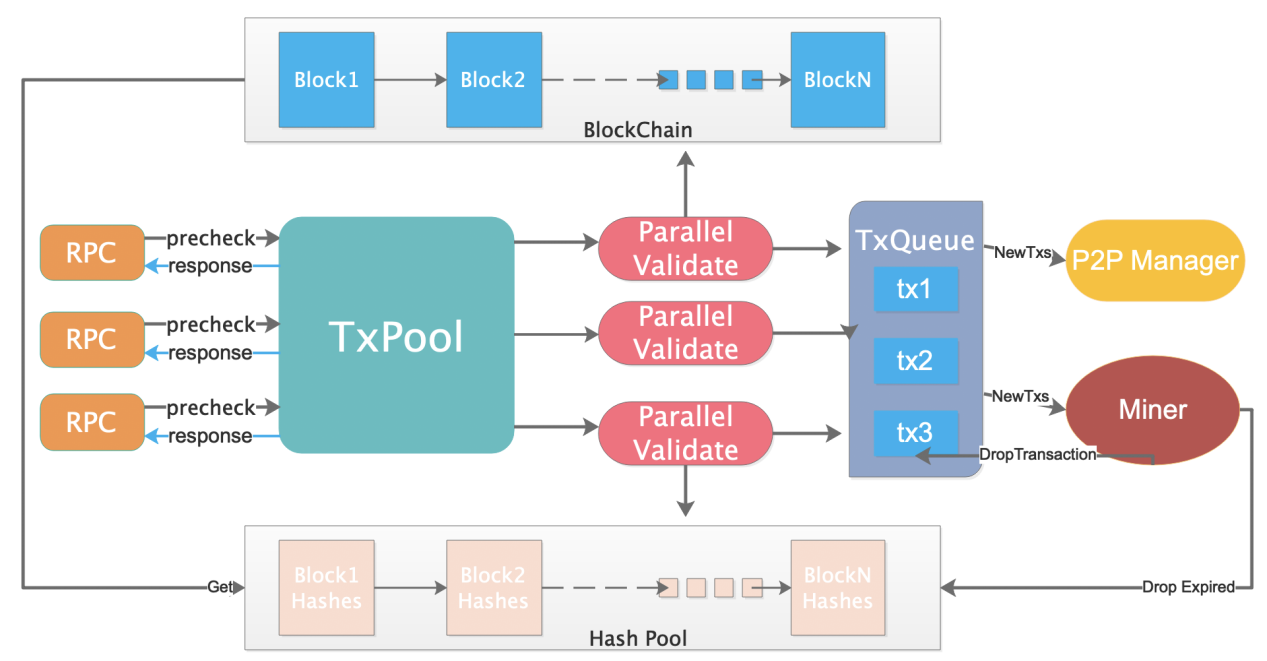 Block1
Block2
BlockN
BlockChain
RPC
precheck
response
RPC
precheck
response
RPC
precheck
response
TxPool
Parallel
Validate
Parallel
Validate
Parallel
Validate
TxQueue
tx1
tx2
tx3
NewTxs
P2P Manager
NewTxs
Miner
DropTransaction
Get
Block1
Hashes
Block2
Hashes
BlockN
Hashes
Drop Expired
Hash Pool